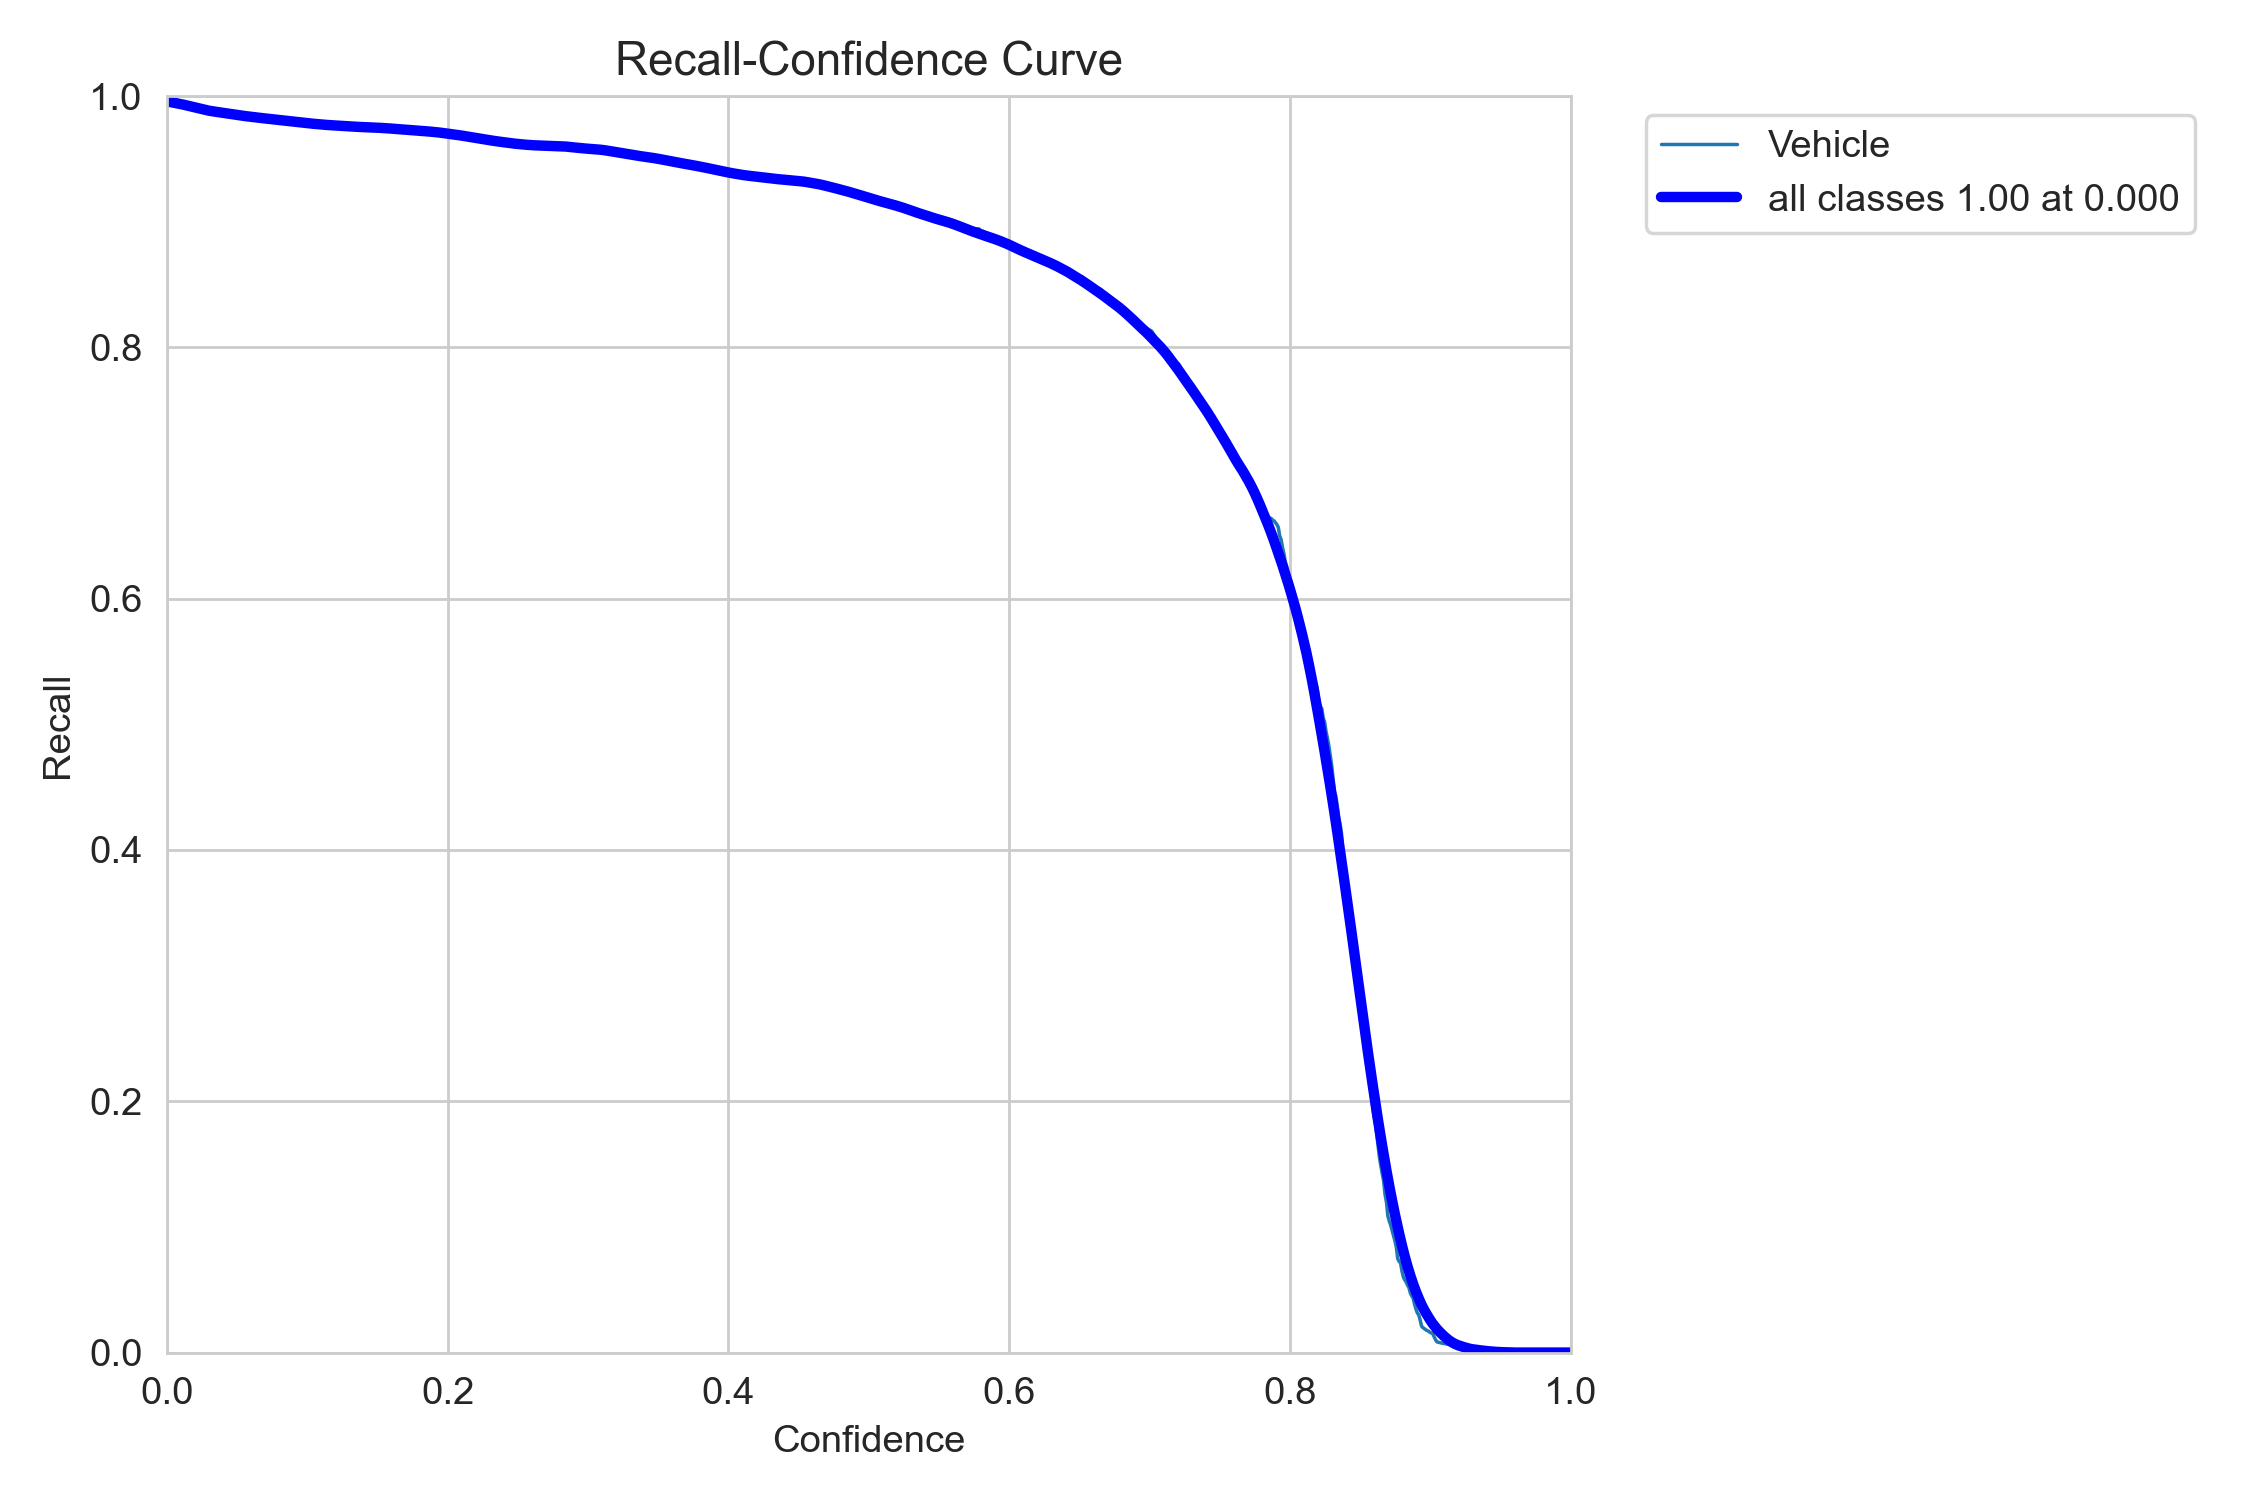 Recall-Confidence Curve
1.0
0.8
0.6
0.4
0.2
0.0
Recall
0.0 0.2 0.4 0.6 0.8 1.0
Confidence
Vehicle
all classes 1.00 at 0.000